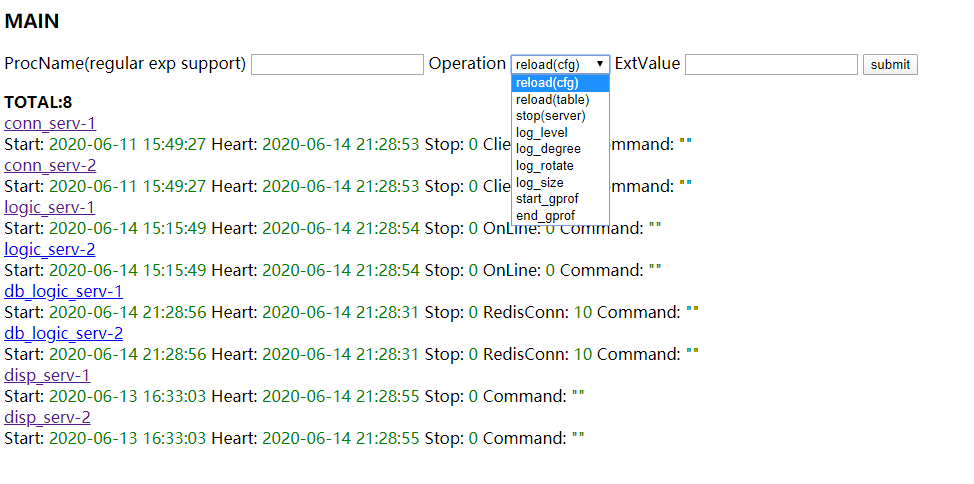 MAIN
ProcName(regular exp support) Operation reload(cfg) ExtValue submit
reload(cfg)
reload(table)
stop(server)
log_level
log_degree
log_rotate
log_size
start_gprof
end_gprof
TOTAL:8
conn_serv-1
Start: 2020-06-11 15:49:27 Heart: 2020-06-14 21:28:53 Stop: 0 Clie mmand: ""
conn_serv-2
Start: 2020-06-11 15:49:27 Heart: 2020-06-14 21:28:53 Stop: 0 Clie mmand: ""
logic_serv-1
Start: 2020-06-14 15:15:49 Heart: 2020-06-14 21:28:54 Stop: 0 OnLine: 0 Command: ""
logic_serv-2
Start: 2020-06-14 15:15:49 Heart: 2020-06-14 21:28:54 Stop: 0 OnLine: 0 Command: ""
db_logic_serv-1
Start: 2020-06-14 21:28:56 Heart: 2020-06-14 21:28:31 Stop: 0 RedisConn: 10 Command: ""
db_logic_serv-2
Start: 2020-06-14 21:28:56 Heart: 2020-06-14 21:28:31 Stop: 0 RedisConn: 10 Command: ""
disp_serv-1
Start: 2020-06-13 16:33:03 Heart: 2020-06-14 21:28:55 Stop: 0 Command: ""
disp_serv-2
Start: 2020-06-13 16:33:03 Heart: 2020-06-14 21:28:55 Stop: 0 Command: ""